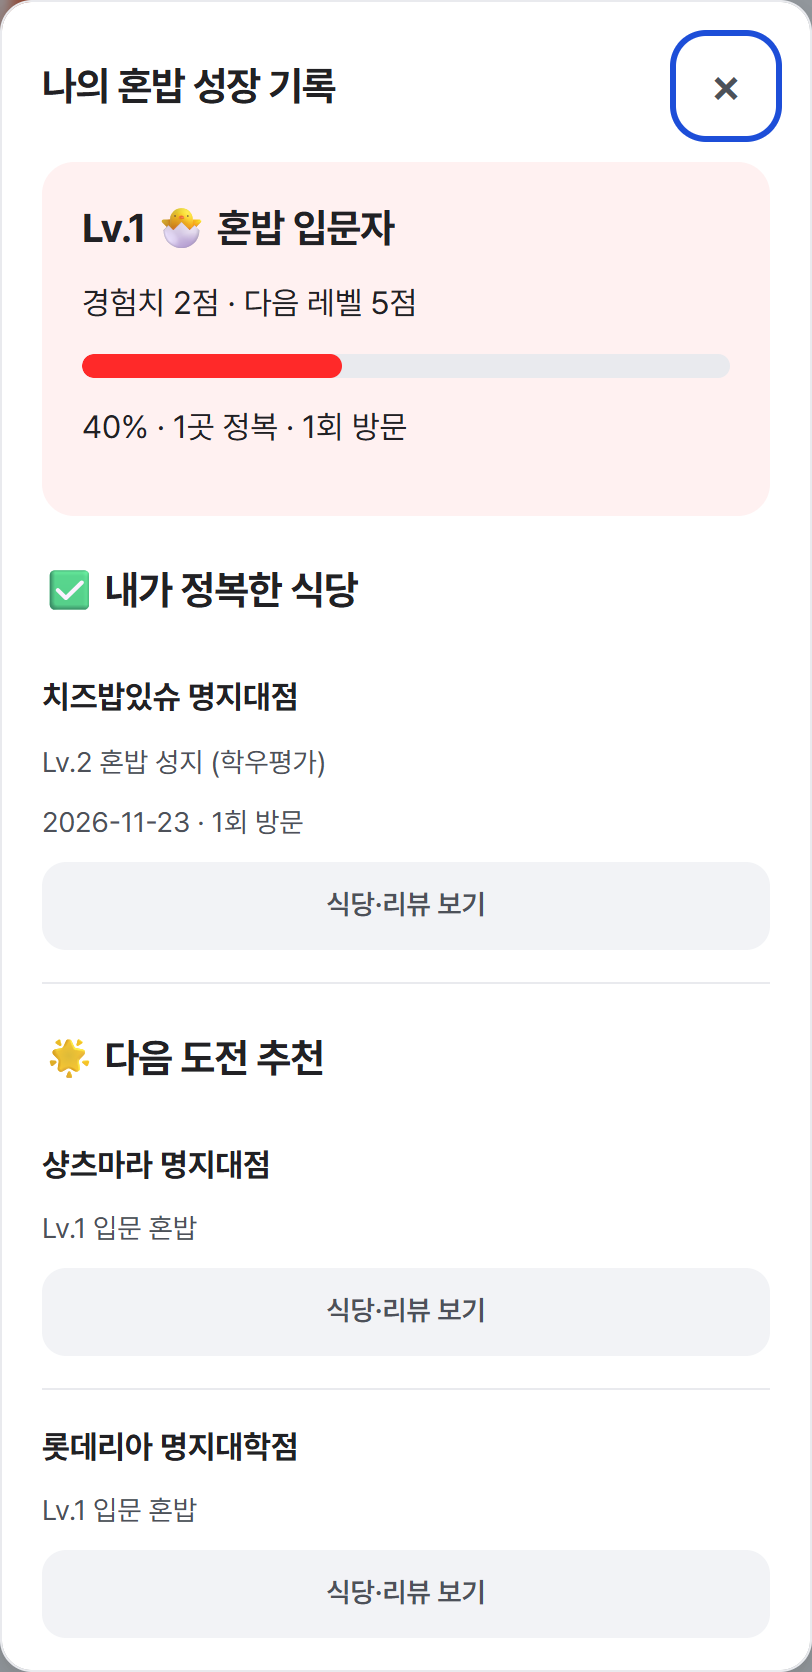 나의 혼밥 성장 기록
×
Lv.1 🐣 혼밥 입문자
경험치 2점 · 다음 레벨 5점
40% · 1곳 정복 · 1회 방문
✅ 내가 정복한 식당
치즈밥있슈 명지대점
Lv.2 혼밥 성지 (학우평가)
2026-11-23 · 1회 방문
식당·리뷰 보기
🌟 다음 도전 추천
샹츠마라 명지대점
Lv.1 입문 혼밥
식당·리뷰 보기
롯데리아 명지대학점
Lv.1 입문 혼밥
식당·리뷰 보기